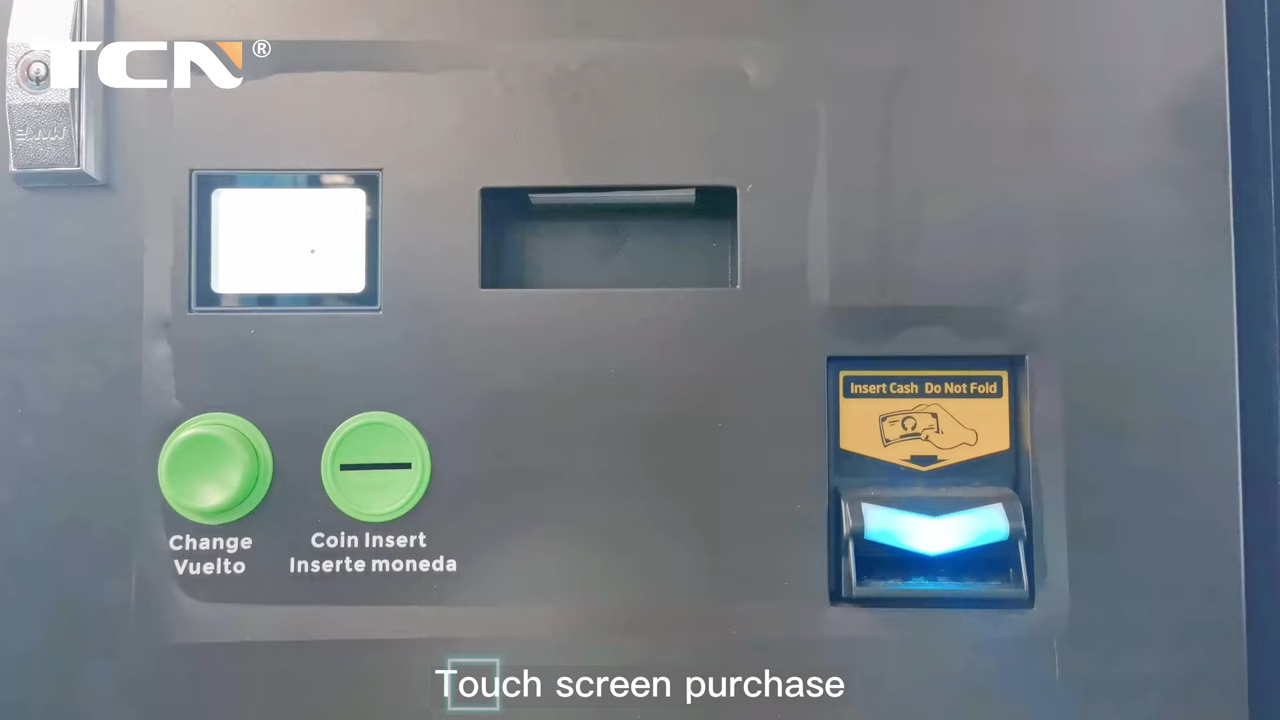 TCN®
Insert Cash Do Not Fold
Change
Vuelto
Coin Insert
Inserte moneda
Touch screen purchase